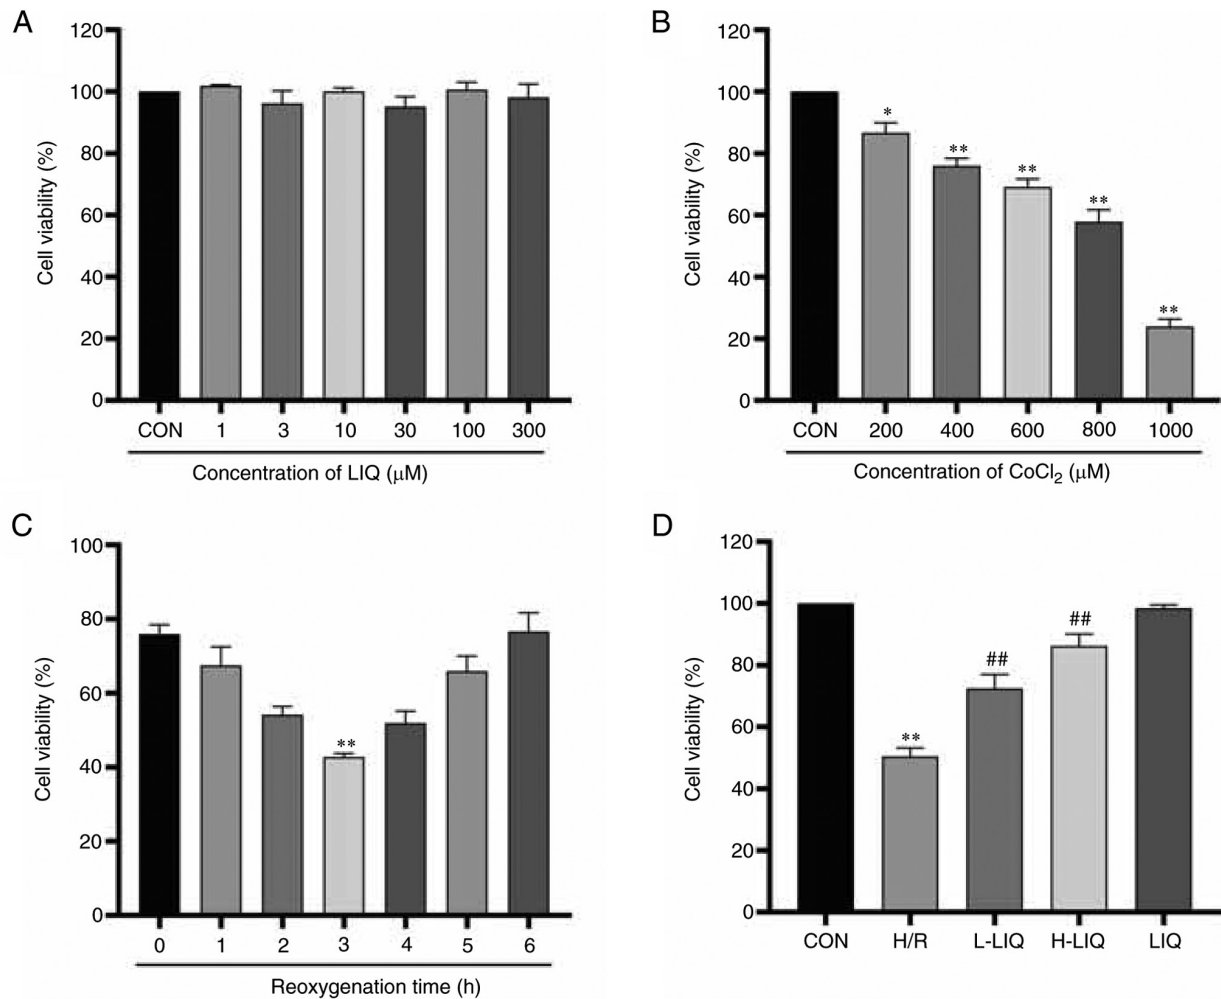 A
Cell viability (%)
120
100
80
60
40
20
0
CON 1 3 10 30 100 300
Concentration of LIQ (μM)
B
Cell viability (%)
120
100
80
60
40
20
0
*
**
**
**
**
CON 200 400 600 800 1000
Concentration of CoCl₂ (μM)
C
Cell viability (%)
100
80
60
40
20
0
**
0 1 2 3 4 5 6
Reoxygenation time (h)
D
Cell viability (%)
120
100
80
60
40
20
0
**
##
##
CON H/R L-LIQ H-LIQ LIQ